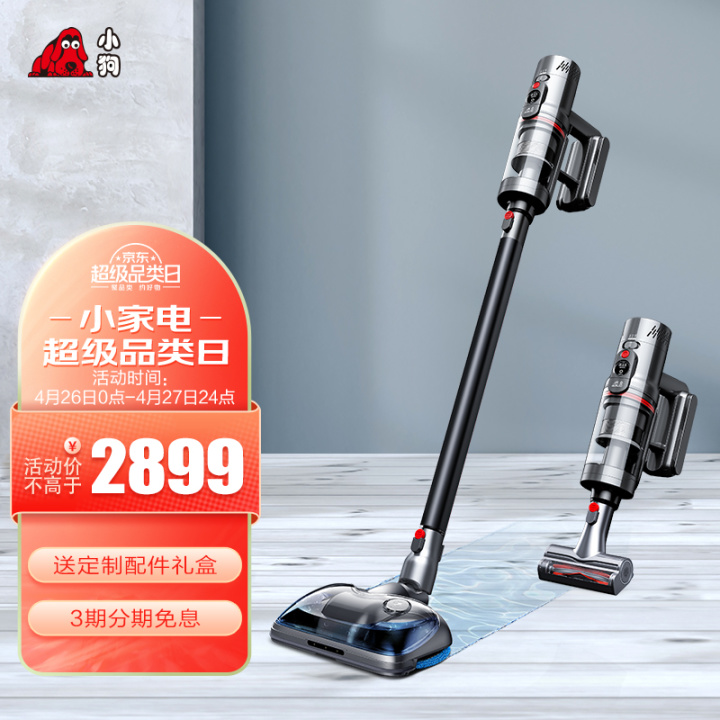 小狗
京东
超级品类日
爱品类 约好物
小家电
超级品类日
活动时间：
4月26日0点-4月27日24点
活动价
不高于
¥
2899
送定制配件礼盒
3期分期免息